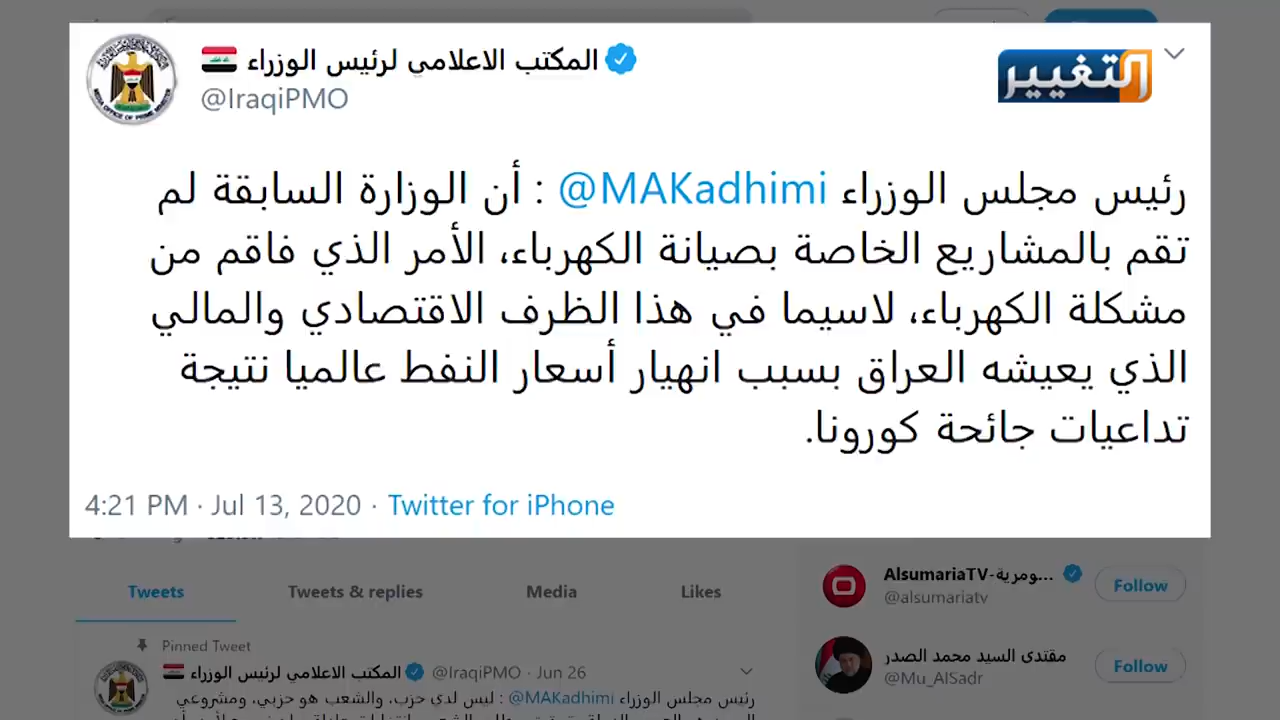 المكتب الاعلامي لرئيس الوزراء
@IraqiPMO
التغيير
رئيس مجلس الوزراء @MAKadhimi : أن الوزارة السابقة لم
تقم بالمشاريع الخاصة بصيانة الكهرباء، الأمر الذي فاقم من
مشكلة الكهرباء، لاسيما في هذا الظرف الاقتصادي والمالي
الذي يعيشه العراق بسبب انهيار أسعار النفط عالميا نتيجة
تداعيات جائحة كورونا.
4:21 PM · Jul 13, 2020 · Twitter for iPhone
Tweets
Tweets & replies
Media
Likes
Pinned Tweet
المكتب الاعلامي لرئيس الوزراء @IraqiPMO · Jun 26
رئيس مجلس الوزراء @MAKadhimi : ليس لدي حزب، والشعب هو حزبي، ومشروعي
AlsumariaTV-ومرية...
@alsumariatv
Follow
مقتدى السيد محمد الصدر
@Mu_AlSadr
Follow